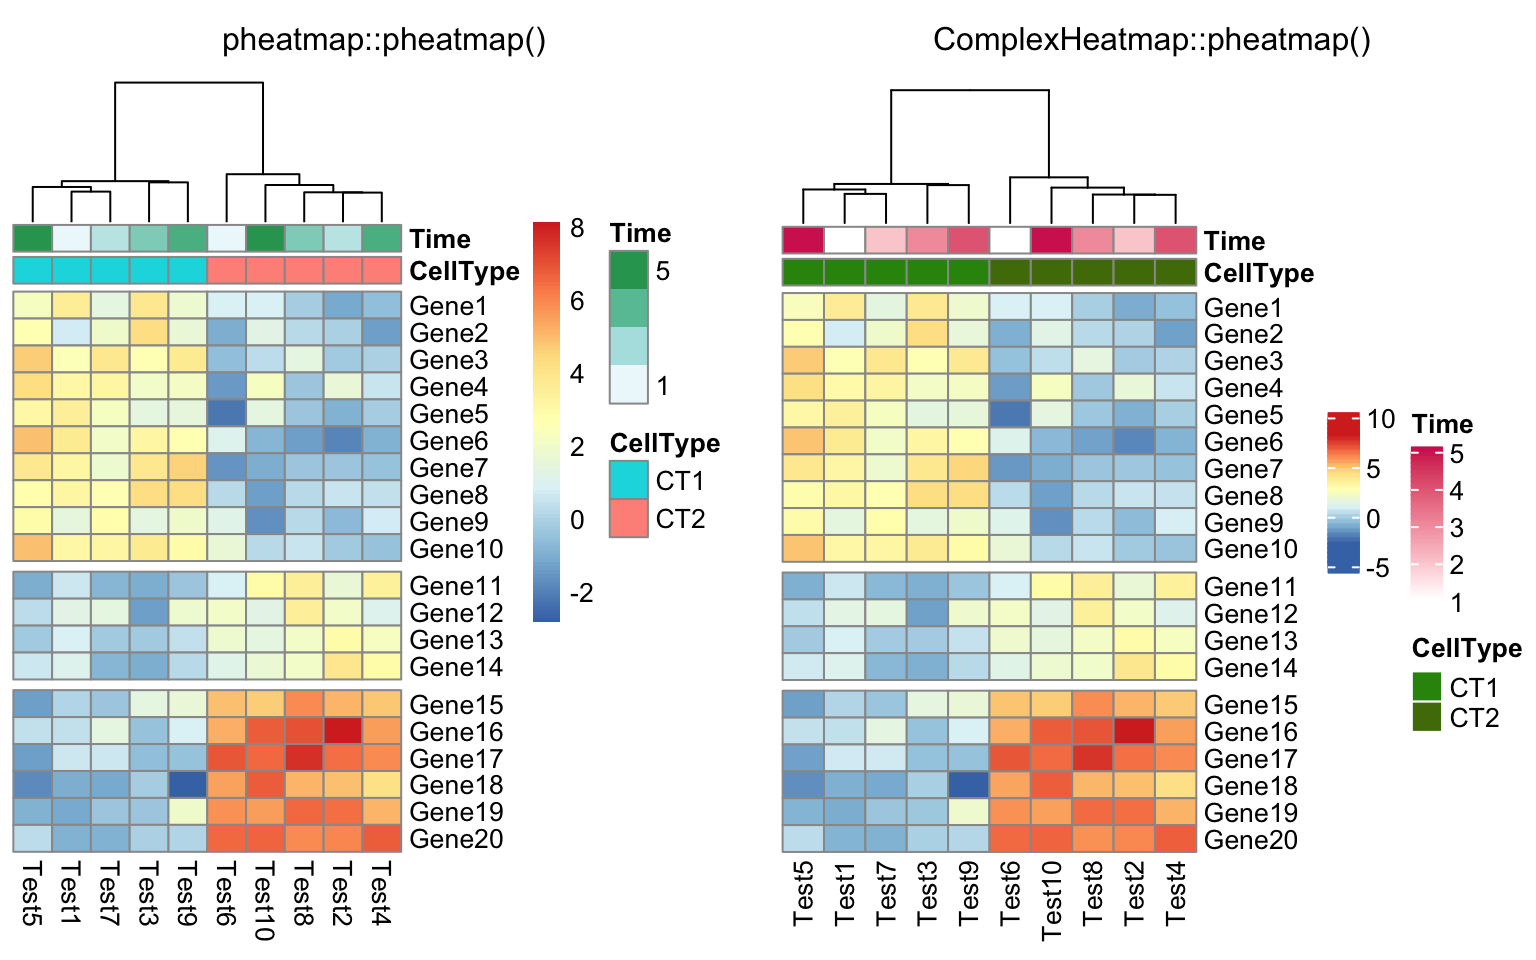 pheatmap::pheatmap()
Time
CellType
Gene1
Gene2
Gene3
Gene4
Gene5
Gene6
Gene7
Gene8
Gene9
Gene10
Gene11
Gene12
Gene13
Gene14
Gene15
Gene16
Gene17
Gene18
Gene19
Gene20
Test5
Test1
Test7
Test3
Test9
Test6
Test10
Test8
Test2
Test4
8
6
4
2
0
-2
Time
5
1
CellType
CT1
CT2
ComplexHeatmap::pheatmap()
Time
CellType
Gene1
Gene2
Gene3
Gene4
Gene5
Gene6
Gene7
Gene8
Gene9
Gene10
Gene11
Gene12
Gene13
Gene14
Gene15
Gene16
Gene17
Gene18
Gene19
Gene20
Test5
Test1
Test7
Test3
Test9
Test6
Test10
Test8
Test2
Test4
10
5
0
-5
Time
5
4
3
2
1
CellType
CT1
CT2